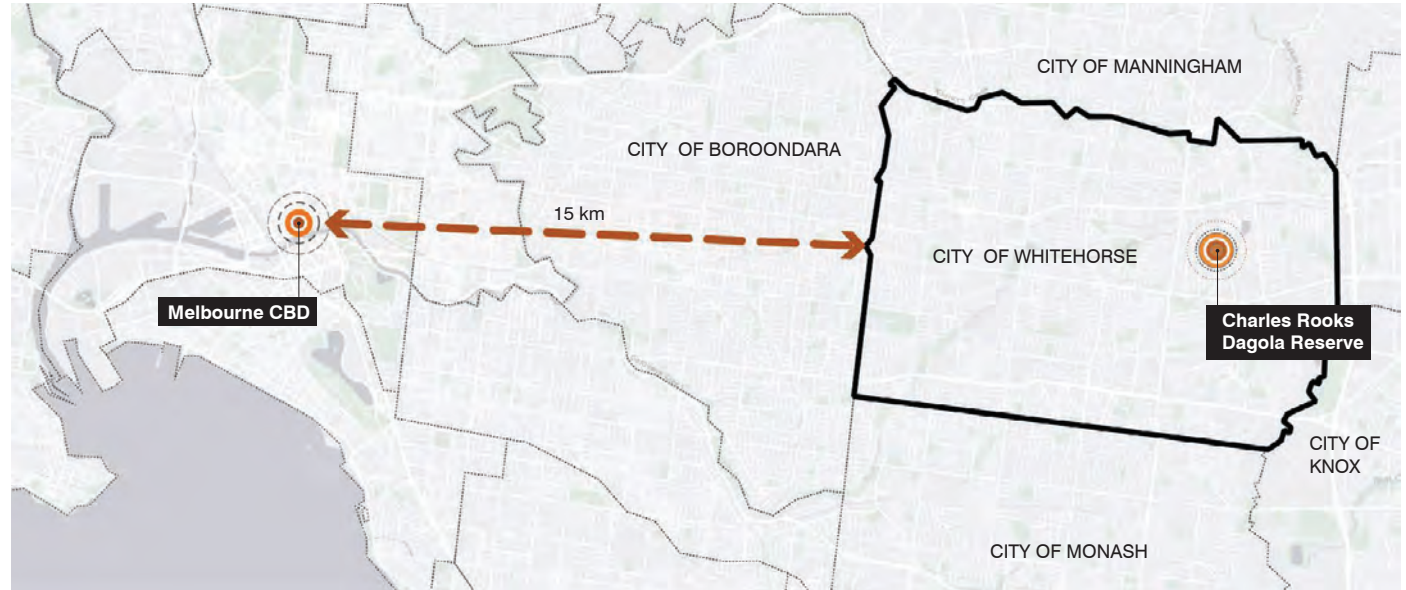 CITY OF MANNINGHAM
CITY OF BOROONDARA
15 km
CITY OF WHITEHORSE
Melbourne CBD
Charles Rooks
Dagola Reserve
CITY OF
KNOX
CITY OF MONASH